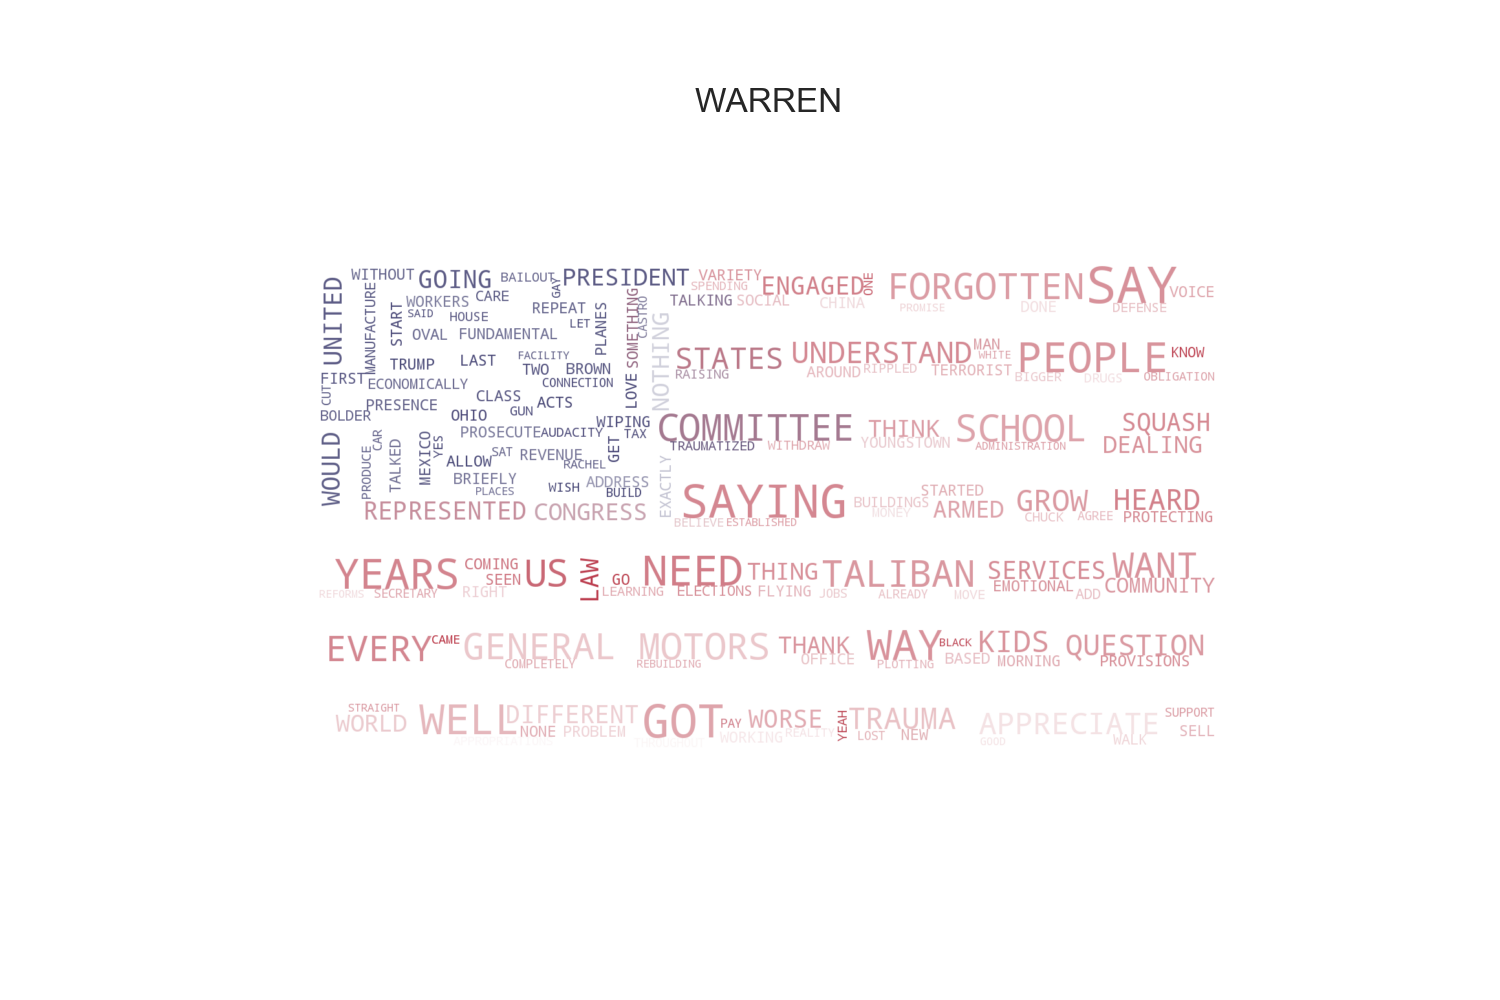 WARREN
WITHOUT GOING BAILOUT PRESIDENT VARIETY ENGAGED ONE FORGOTTEN SAY VOICE
UNITED MANUFACTURE START WORKERS CARE GAY SPENDING
SAID HOUSE REPEAT PLANES SOMETHING CASTRO TALKING SOCIAL CHINA PROMISE DONE DEFENSE
OVAL FUNDAMENTAL LET NOTHING
TRUMP LAST FACILITY TWO BROWN STATES UNDERSTAND MAN WHITE PEOPLE KNOW
FIRST ECONOMICALLY CONNECTION LOVE RAISING AROUND RIPPLED TERRORIST BIGGER DRUGS OBLIGATION
CUT PRESENCE CLASS ACTS
BOLDER OHIO GUN WIPING COMMITTEE THINK SCHOOL SQUASH
WOULD CAR PROSECUTE AUDACITY TAX TRAUMATIZED WITHDRAW YOUNGSTOWN ADMINISTRATION DEALING
PRODUCE TALKED MEXICO YES ALLOW SAT REVENUE RACHEL GET EXACTLY
BRIEFLY PLACES WISH ADDRESS BUILD
REPRESENTED CONGRESS SAYING BUILDINGS STARTED GROW HEARD
BELIEVE ESTABLISHED MONEY ARMED CHUCK AGREE PROTECTING
YEARS COMING SEEN US LAW GO NEED THING TALIBAN SERVICES WANT
REFORMS SECRETARY RIGHT LEARNING ELECTIONS FLYING JOBS ALREADY MOVE EMOTIONAL ADD COMMUNITY
EVERY CAME GENERAL MOTORS THANK WAY BLACK KIDS QUESTION
COMPLETELY REBUILDING OFFICE PLOTTING BASED MORNING PROVISIONS
STRAIGHT WORLD WELL DIFFERENT GOT PAY WORSE YEAH TRAUMA APPRECIATE SUPPORT
NONE PROBLEM WORKING REALITY LOST NEW GOOD WALK SELL